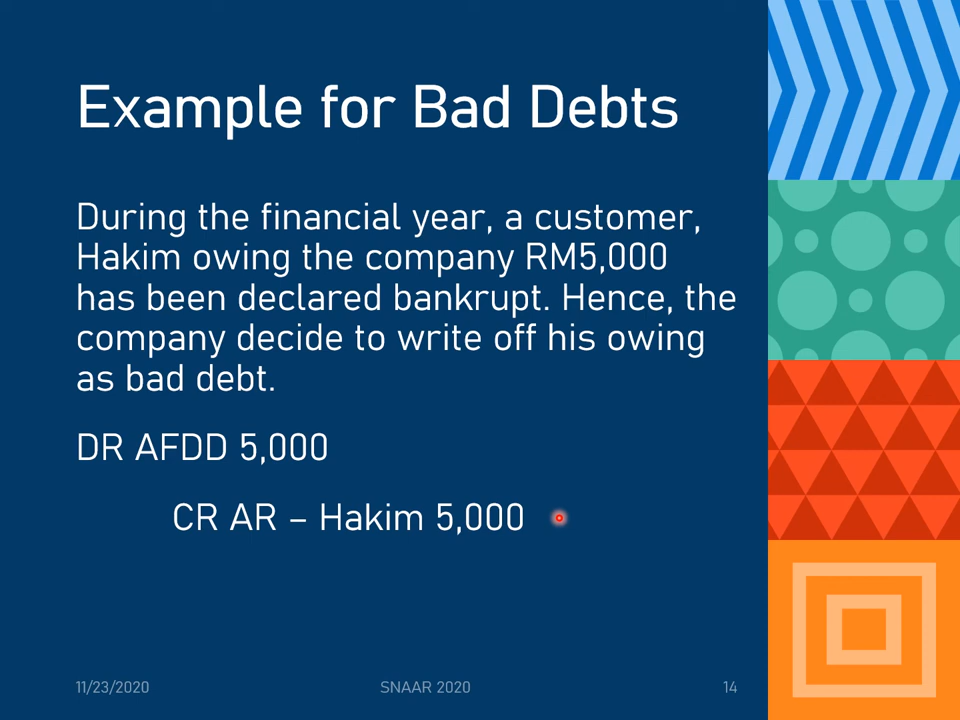 Example for Bad Debts
During the financial year, a customer,
Hakim owing the company RM5,000
has been declared bankrupt. Hence, the
company decide to write off his owing
as bad debt.
DR AFDD 5,000
CR AR – Hakim 5,000
11/23/2020 SNAAR 2020 14